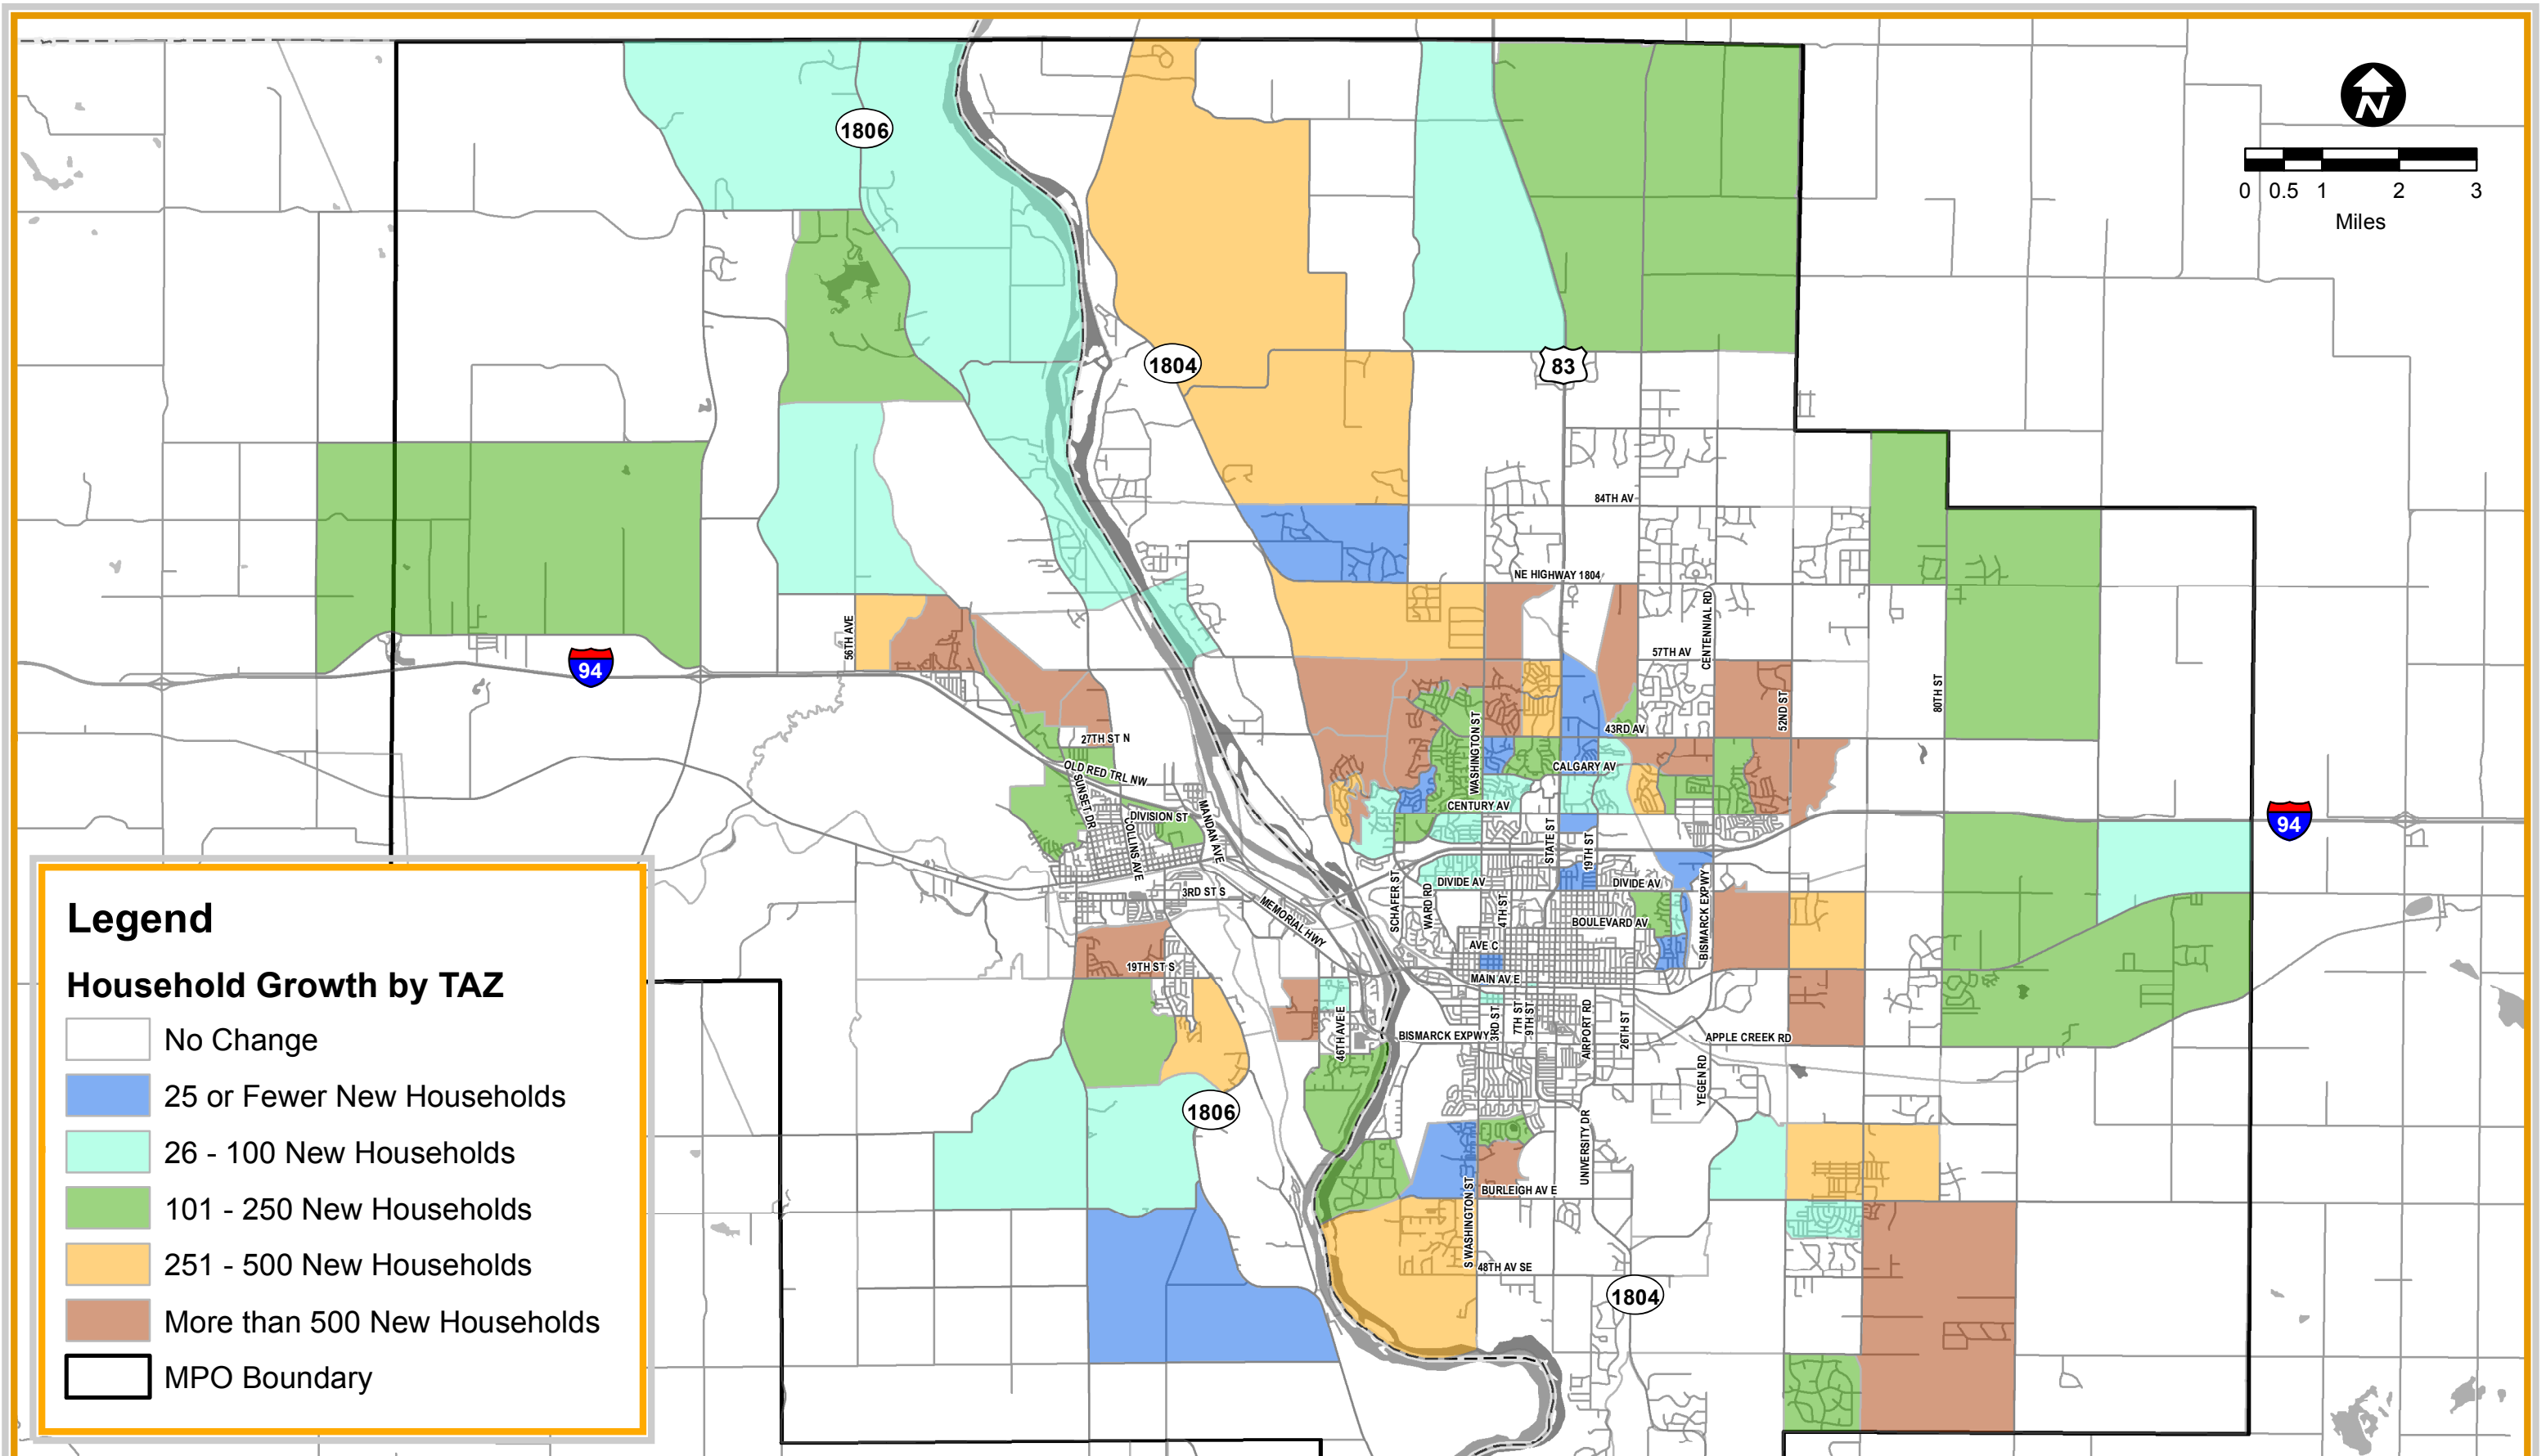 N
0 0.5 1 2 3
Miles
1806
1804
83
84TH AV
NE HIGHWAY 1804
CENTENNIAL RD
56TH AVE
57TH AV
94
52ND ST
80TH ST
WASHINGTON ST
43RD AV
27TH ST N
OLD RED TRL NW
CALGARY AV
SUNSET DR
CENTURY AV
MANDAN AVE
DIVISION ST
COLLINS AVE
STATE ST
19TH ST
94
SCHAFER ST
WARD RD
DIVIDE AV
DIVIDE AV
3RD ST S
MEMORIAL HWY
4TH ST
BOULEVARD AV
BISMARCK EXPWY
AVE C
19TH ST S
MAIN AV E
46TH AVE E
BISMARCK EXPWY
3RD ST
7TH ST
9TH ST
AIRPORT RD
26TH ST
APPLE CREEK RD
YEGEN RD
1806
UNIVERSITY DR
BURLEIGH AV E
S WASHINGTON ST
48TH AV SE
1804
Legend
Household Growth by TAZ
No Change
25 or Fewer New Households
26 - 100 New Households
101 - 250 New Households
251 - 500 New Households
More than 500 New Households
MPO Boundary